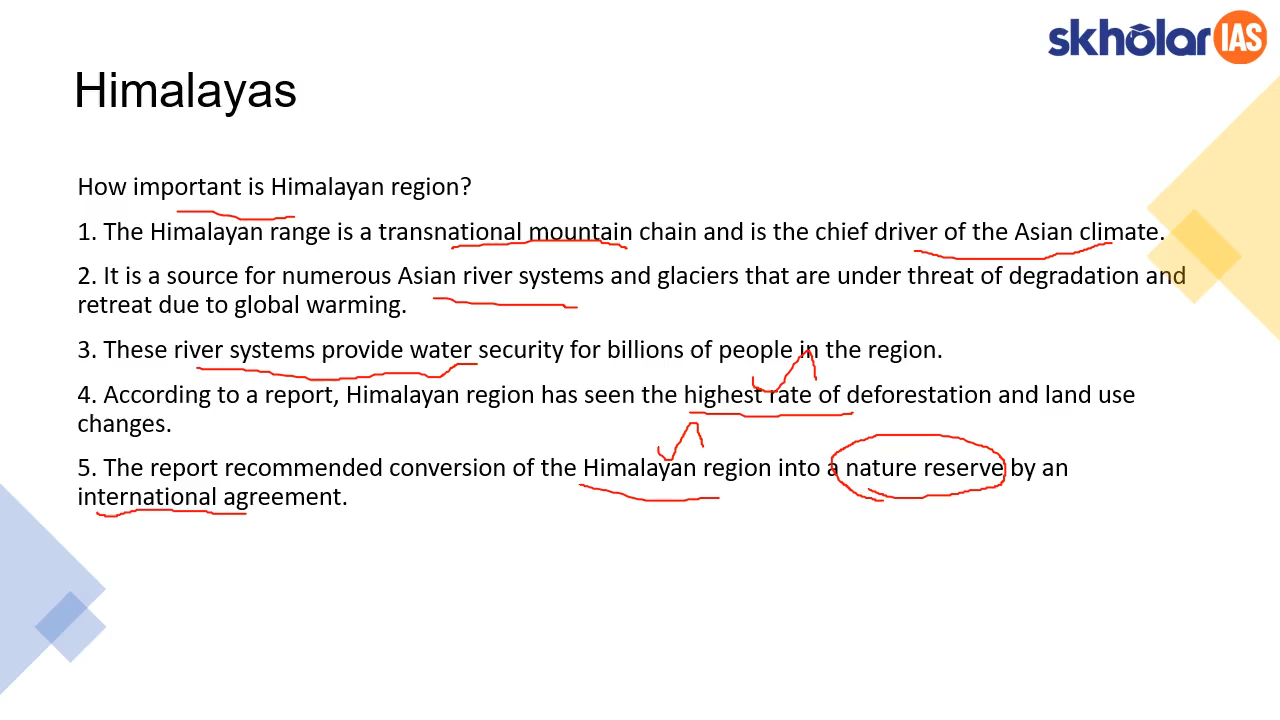 skholar IAS
Himalayas
How important is Himalayan region?
1. The Himalayan range is a transnational mountain chain and is the chief driver of the Asian climate.
2. It is a source for numerous Asian river systems and glaciers that are under threat of degradation and
retreat due to global warming.
3. These river systems provide water security for billions of people in the region.
4. According to a report, Himalayan region has seen the highest rate of deforestation and land use
changes.
5. The report recommended conversion of the Himalayan region into a nature reserve by an
international agreement.